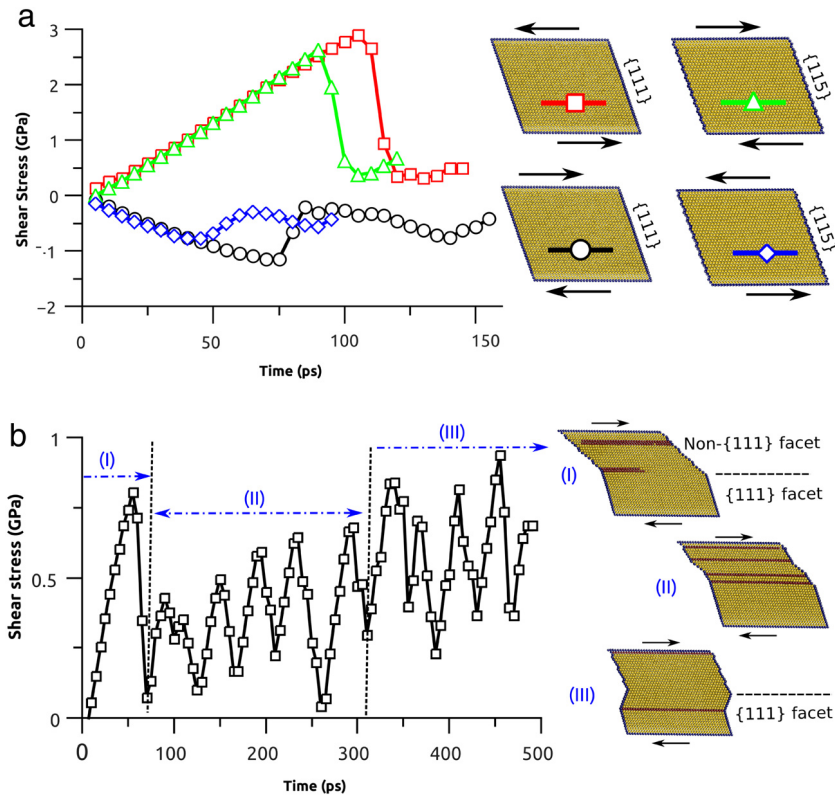 a
3
2
1
0
−1
−2
Shear Stress (GPa)
0
50
100
150
Time (ps)
{111}
{115}
{111}
{115}
b
1
0.5
0
Shear stress (GPa)
(I)
(II)
(III)
0
100
200
300
400
500
Time (ps)
Non-{111} facet
(I)
{111} facet
(II)
(III)
{111} facet